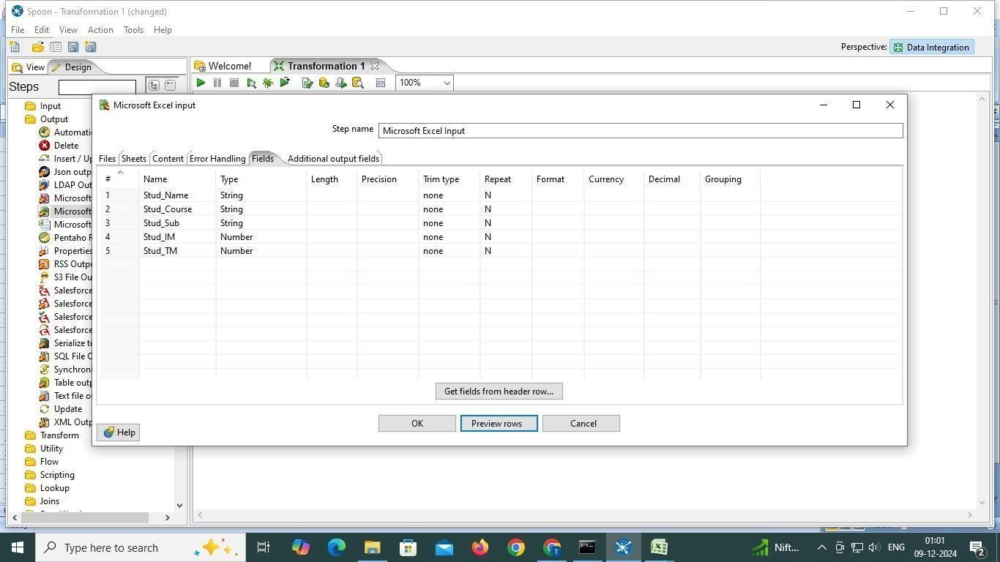 Spoon - Transformation 1 (changed)
File Edit View Action Tools Help
Perspective: Data Integration
View Design
Welcome! Transformation 1
Steps
100%
Input
Output
Automati
Delete
Insert / Up
Json outp
LDAP Out
Microsoft
Microsoft
Microsoft
Pentaho R
Properties
RSS Outpu
S3 File Ou
Salesforce
Salesforce
Salesforce
Salesforce
Serialize to
SQL File O
Synchroni
Table outp
Text file o
Update
XML Outp
Transform
Utility
Flow
Scripting
Lookup
Joins
Microsoft Excel input
Step name Microsoft Excel Input
Files Sheets Content Error Handling Fields Additional output fields
# Name Type Length Precision Trim type Repeat Format Currency Decimal Grouping
1 Stud_Name String none N
2 Stud_Course String none N
3 Stud_Sub String none N
4 Stud_IM Number none N
5 Stud_TM Number none N
Get fields from header row...
OK Preview rows Cancel
Help
Type here to search
Nift...
ENG
01:01
09-12-2024
2